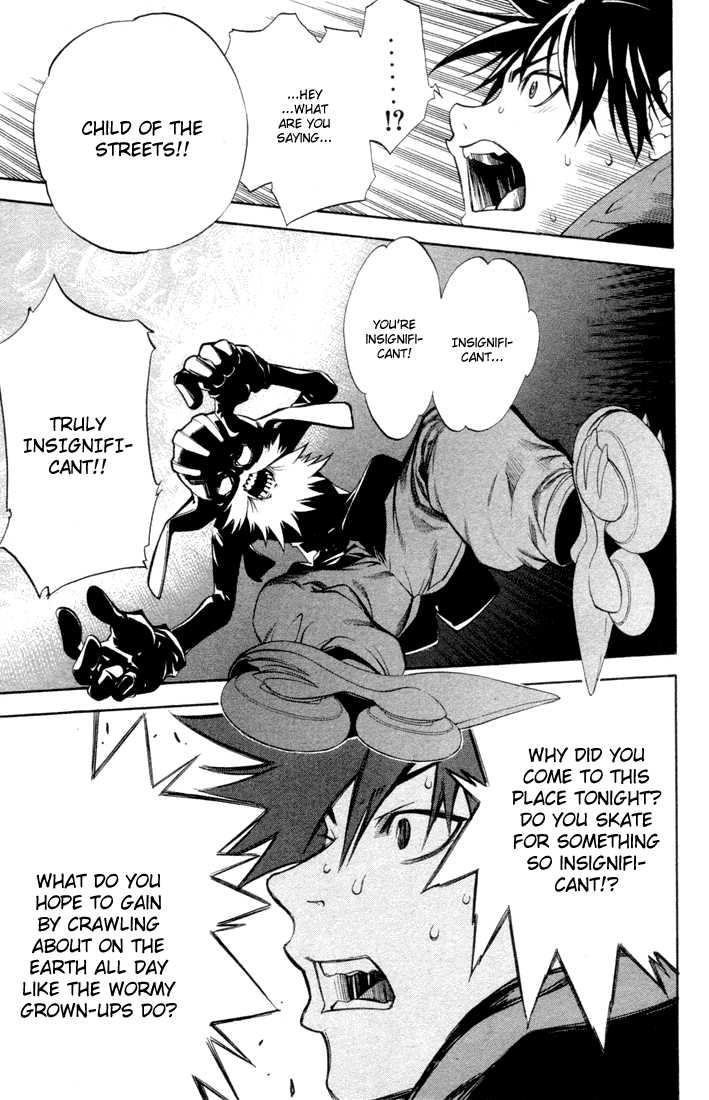 ......!?
...HEY
...WHAT
ARE YOU
SAYING...
CHILD OF THE
STREETS!!
INSIGNIFI-
CANT...
YOU'RE
INSIGNIFI-
CANT!
TRULY
INSIGNIFI-
CANT!!
WHY DID YOU
COME TO THIS
PLACE TONIGHT?
DO YOU SKATE
FOR SOMETHING
SO INSIGNIFI-
CANT!?
WHAT DO YOU
HOPE TO GAIN
BY CRAWLING
ABOUT ON THE
EARTH ALL DAY
LIKE THE WORMY
GROWN-UPS DO?